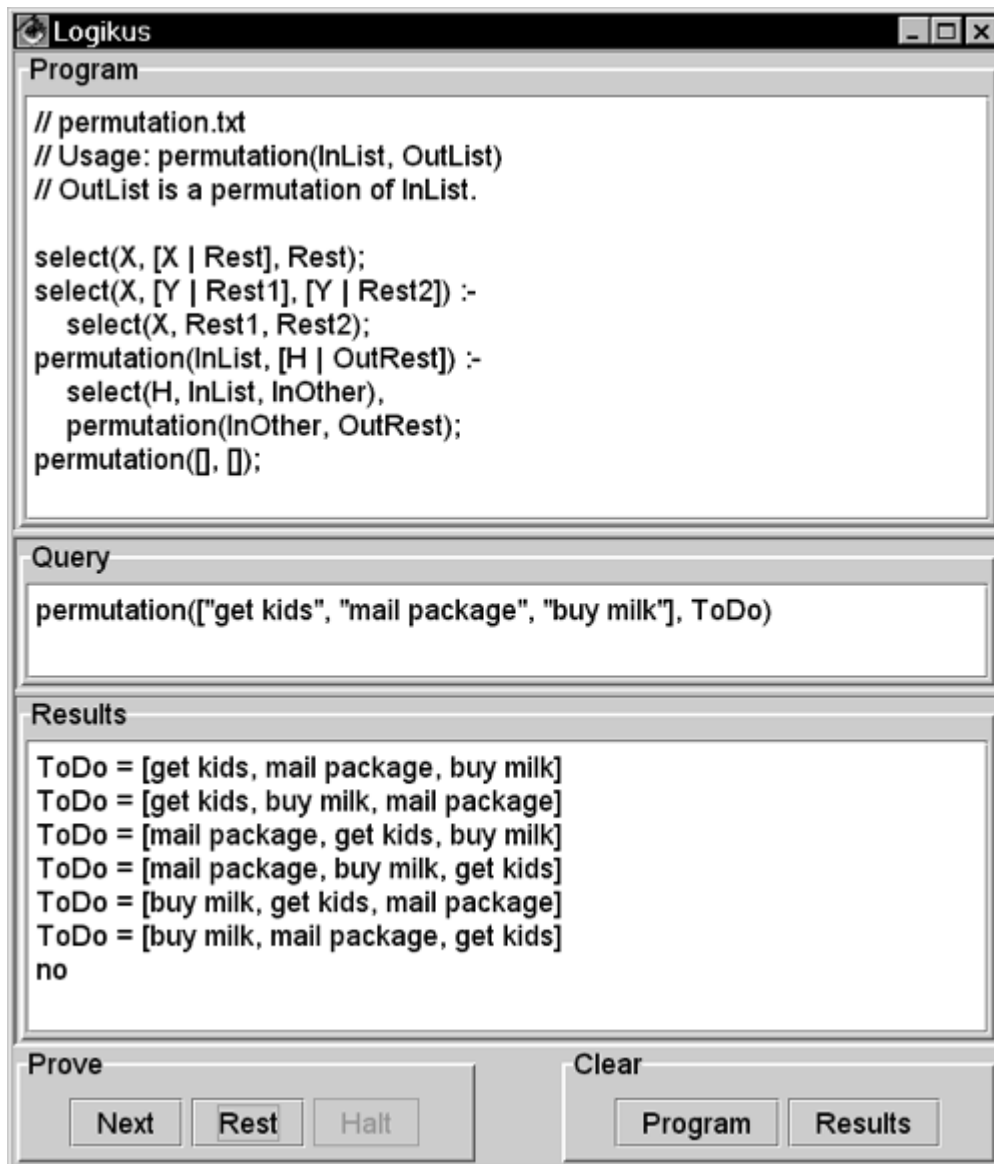 Logikus
Program
// permutation.txt
// Usage: permutation(InList, OutList)
// OutList is a permutation of InList.
select(X, [X | Rest], Rest);
select(X, [Y | Rest1], [Y | Rest2]) :-
select(X, Rest1, Rest2);
permutation(InList, [H | OutRest]) :-
select(H, InList, InOther),
permutation(InOther, OutRest);
permutation([], []);
Query
permutation(["get kids", "mail package", "buy milk"], ToDo)
Results
ToDo = [get kids, mail package, buy milk]
ToDo = [get kids, buy milk, mail package]
ToDo = [mail package, get kids, buy milk]
ToDo = [mail package, buy milk, get kids]
ToDo = [buy milk, get kids, mail package]
ToDo = [buy milk, mail package, get kids]
no
Prove
Clear
Next Rest Halt Program Results